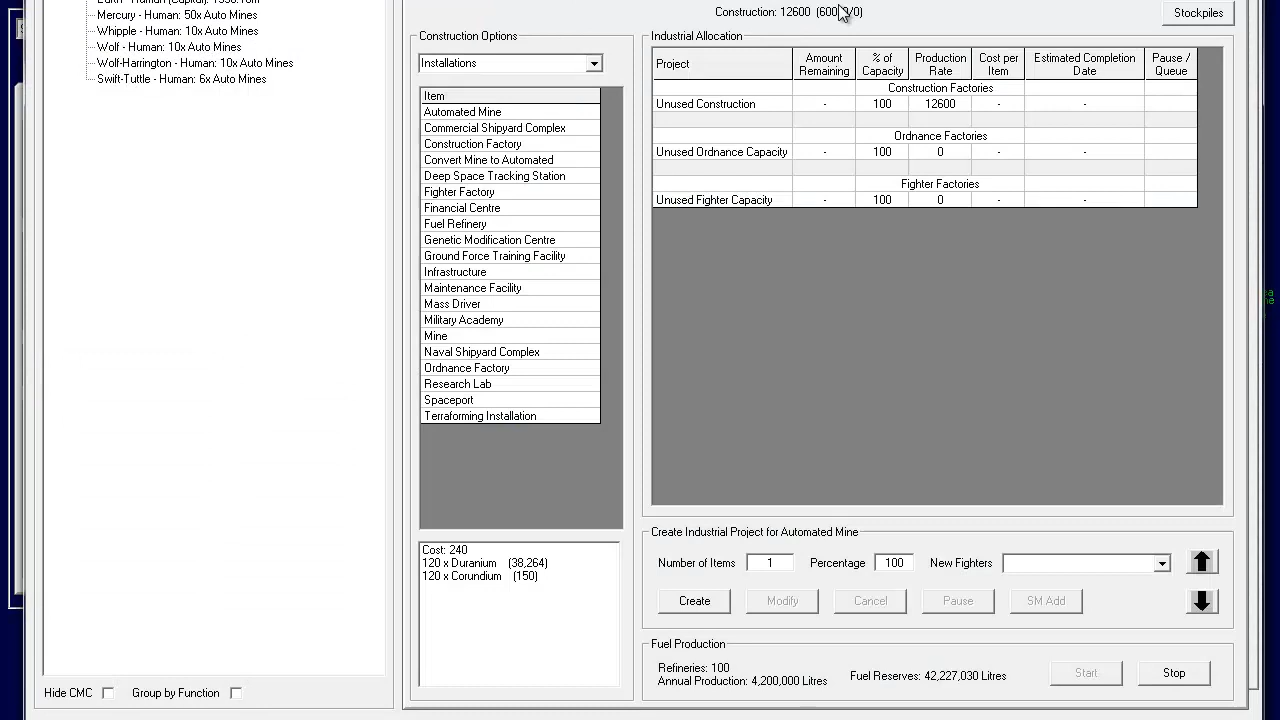 Construction: 12600 (600
Stockpiles
Mercury - Human: 50x Auto Mines
Whipple - Human: 10x Auto Mines
Wolf - Human: 10x Auto Mines
Wolf-Harrington - Human: 10x Auto Mines
Swift-Tuttle - Human: 6x Auto Mines
Construction Options
Installations
Item
Automated Mine
Commercial Shipyard Complex
Construction Factory
Convert Mine to Automated
Deep Space Tracking Station
Fighter Factory
Financial Centre
Fuel Refinery
Genetic Modification Centre
Ground Force Training Facility
Infrastructure
Maintenance Facility
Mass Driver
Military Academy
Mine
Naval Shipyard Complex
Ordnance Factory
Research Lab
Spaceport
Terraforming Installation
Cost: 240
120 x Duranium (38,264)
120 x Corundium (150)
Industrial Allocation
Project Amount Remaining % of Capacity Production Rate Cost per Item Estimated Completion Date Pause / Queue
Construction Factories
Unused Construction - 100 12600 - -
Ordnance Factories
Unused Ordnance Capacity - 100 0 - -
Fighter Factories
Unused Fighter Capacity - 100 0 - -
Create Industrial Project for Automated Mine
Number of Items 1 Percentage 100 New Fighters
Create Modify Cancel Pause SM Add
Fuel Production
Refineries: 100
Annual Production: 4,200,000 Litres
Fuel Reserves: 42,227,030 Litres
Start Stop
Hide CMC Group by Function